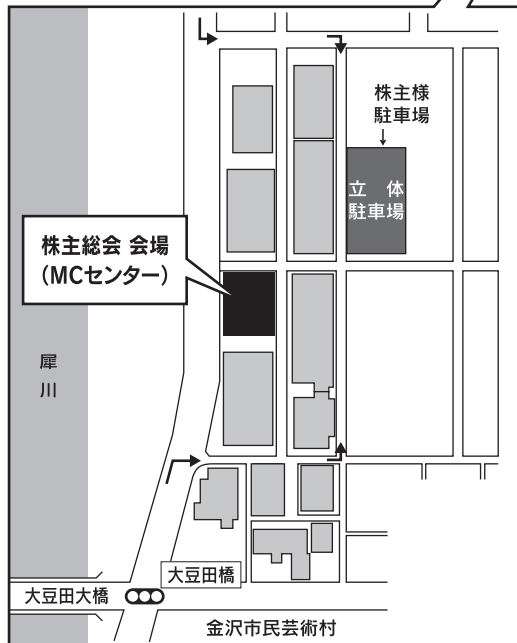 株主様
駐車場
立体
駐車場
株主総会 会場
(MCセンター)
犀
川
大豆田橋
大豆田大橋
金沢市民芸術村